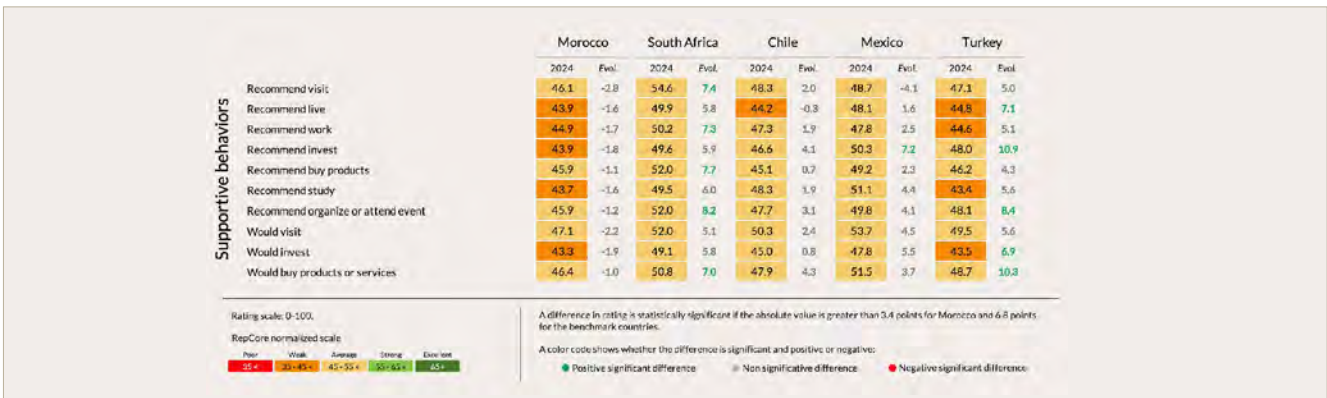 Morocco South Africa Chile Mexico Turkey
2024 Evol. 2024 Evol. 2024 Evol. 2024 Evol. 2024 Evol.
Supportive behaviors
Recommend visit 46.1 -2.8 54.6 7.4 48.3 2.0 48.7 -4.1 47.1 5.0
Recommend live 43.9 -1.6 49.9 5.8 44.2 -0.3 48.1 1.6 44.8 7.1
Recommend work 44.9 -1.7 50.2 7.3 47.3 1.9 47.8 2.5 44.6 5.1
Recommend invest 43.9 -1.8 49.6 5.9 46.6 4.1 50.3 7.2 48.0 10.9
Recommend buy products 45.9 -1.1 52.0 7.7 45.1 0.7 49.2 2.3 46.2 4.3
Recommend study 43.7 -1.6 49.5 6.0 48.3 1.9 51.1 4.4 43.4 5.6
Recommend organize or attend event 45.9 -1.2 52.0 8.2 47.7 3.1 49.8 4.1 48.1 8.4
Would visit 47.1 -2.2 52.0 5.1 50.3 2.4 53.7 4.5 49.5 5.6
Would invest 43.3 -1.9 49.1 5.8 45.0 0.8 47.8 5.5 43.5 6.9
Would buy products or services 46.4 -1.0 50.8 7.0 47.9 4.3 51.5 3.7 48.7 10.3
Rating scale: 0-100.
RepCore normalized scale
Poor Weak Average Strong Excellent
35< 35-45< 45-55< 55-65< 65+
A difference in rating is statistically significant if the absolute value is greater than 3.4 points for Morocco and 6.8 points
for the benchmark countries.
A color code shows whether the difference is significant and positive or negative:
Positive significant difference Non significative difference Negative significant difference